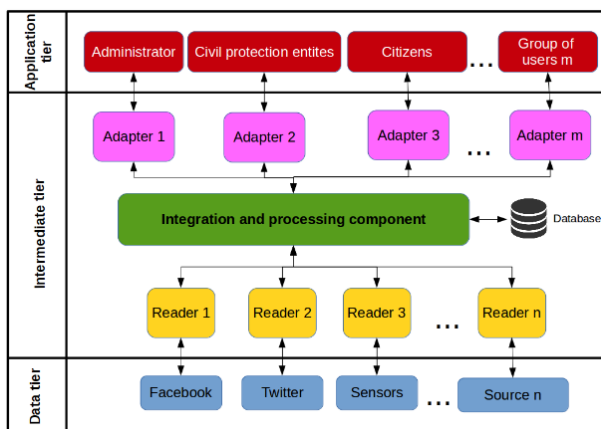 Application
tier
Administrator
Civil protection entites
Citizens
...
Group of
users m
Intermediate tier
Adapter 1
Adapter 2
Adapter 3
...
Adapter m
Integration and processing component
Database
Reader 1
Reader 2
Reader 3
...
Reader n
Data tier
Facebook
Twitter
Sensors
...
Source n